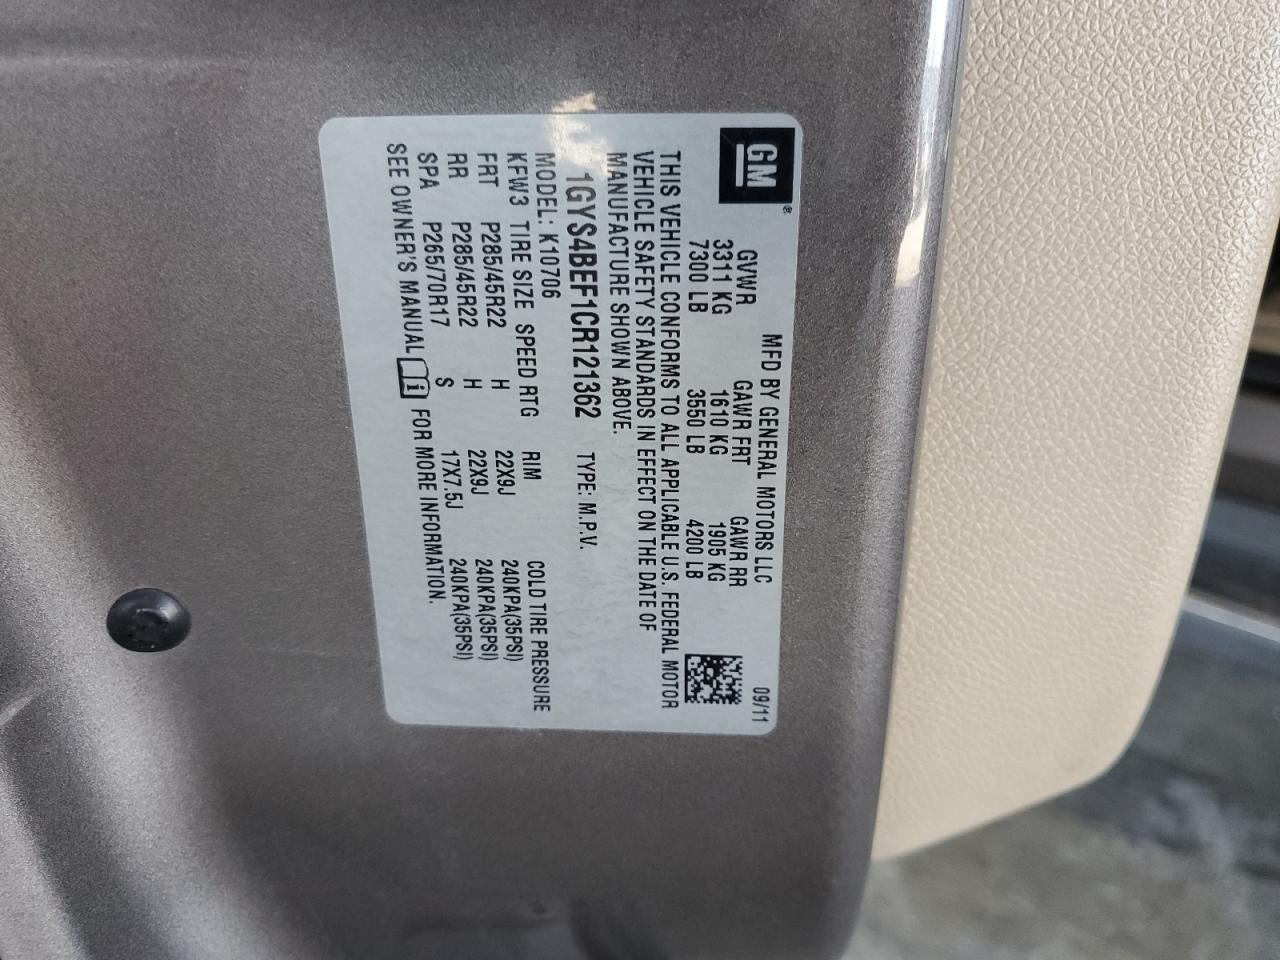 GM®
MFD BY GENERAL MOTORS LLC 09/11
GVWR GAWR FRT GAWR RR
3311 KG 1610 KG 1905 KG
7300 LB 3550 LB 4200 LB
THIS VEHICLE CONFORMS TO ALL APPLICABLE U.S. FEDERAL MOTOR
VEHICLE SAFETY STANDARDS IN EFFECT ON THE DATE OF
MANUFACTURE SHOWN ABOVE.
1GYS4BEF1CR121362 TYPE: M.P.V.
MODEL: K10706
KFW3 TIRE SIZE SPEED RTG RIM COLD TIRE PRESSURE
FRT P285/45R22 H 22X9J 240KPA(35PSI)
RR P285/45R22 H 22X9J 240KPA(35PSI)
SPA P265/70R17 S 17X7.5J 240KPA(35PSI)
SEE OWNER'S MANUAL i FOR MORE INFORMATION.